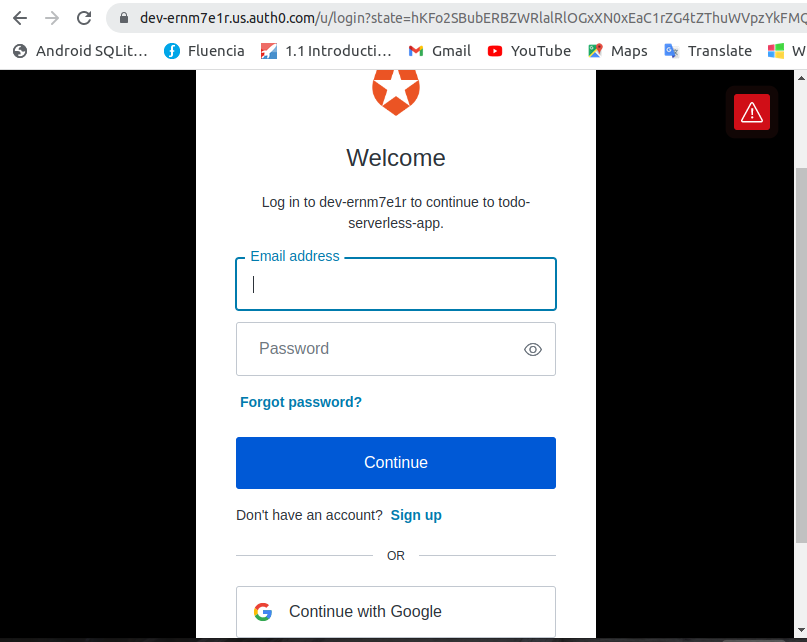 dev-ernm7e1r.us.auth0.com/u/login?state=hKFo2SBubERBZWRlalRlOGxXN0xEaC1rZG4tZThuWVpzYkFMQ
Android SQLit… Fluencia 1.1 Introducti… Gmail YouTube Maps Translate W
Welcome
Log in to dev-ernm7e1r to continue to todo-
serverless-app.
Email address
Password
Forgot password?
Continue
Don't have an account? Sign up
OR
Continue with Google